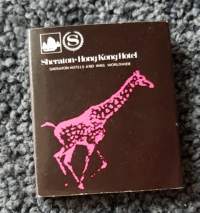 S
Sheraton-Hong Kong Hotel
SHERATON HOTELS AND INNS, WORLDWIDE